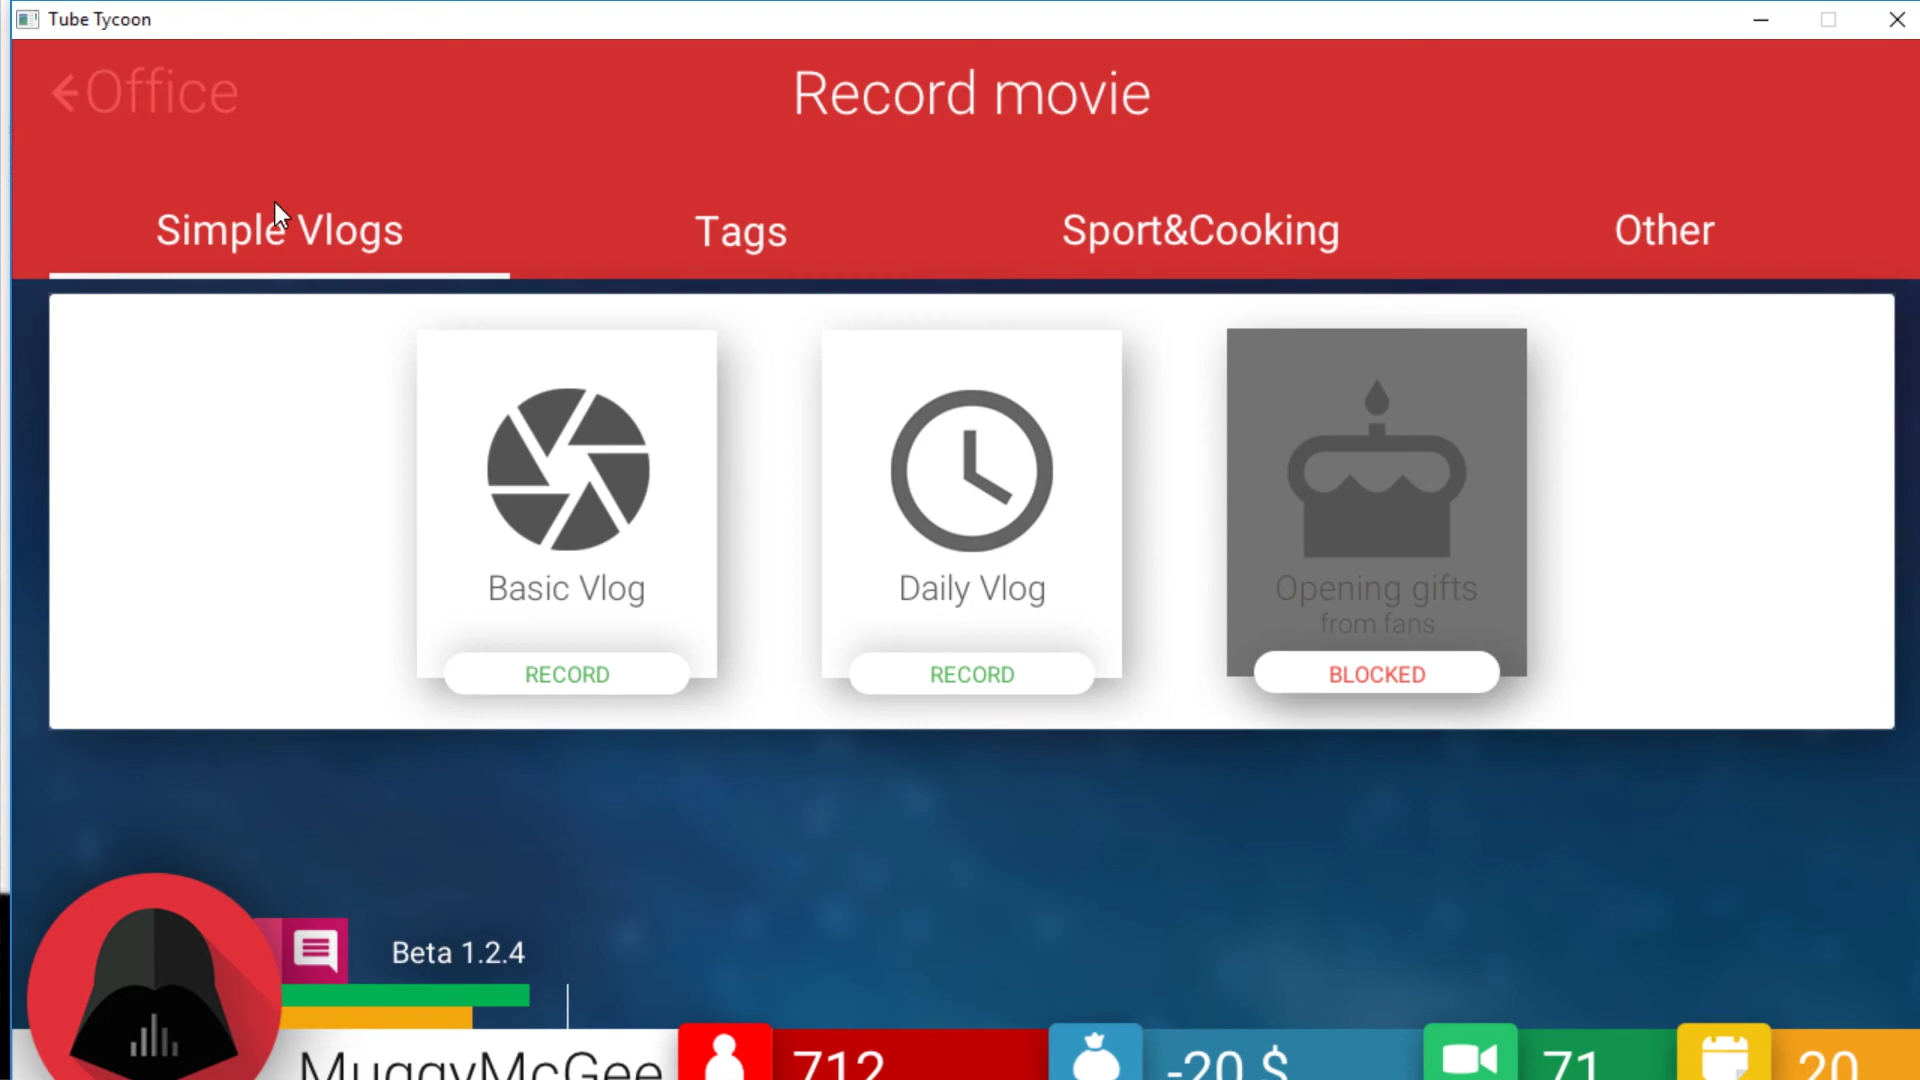 Tube Tycoon
Office
Record movie
Simple Vlogs
Tags
Sport&Cooking
Other
Basic Vlog
RECORD
Daily Vlog
RECORD
Opening gifts
from fans
BLOCKED
Beta 1.2.4
MuggyMcGee
712
-20 $
71
20